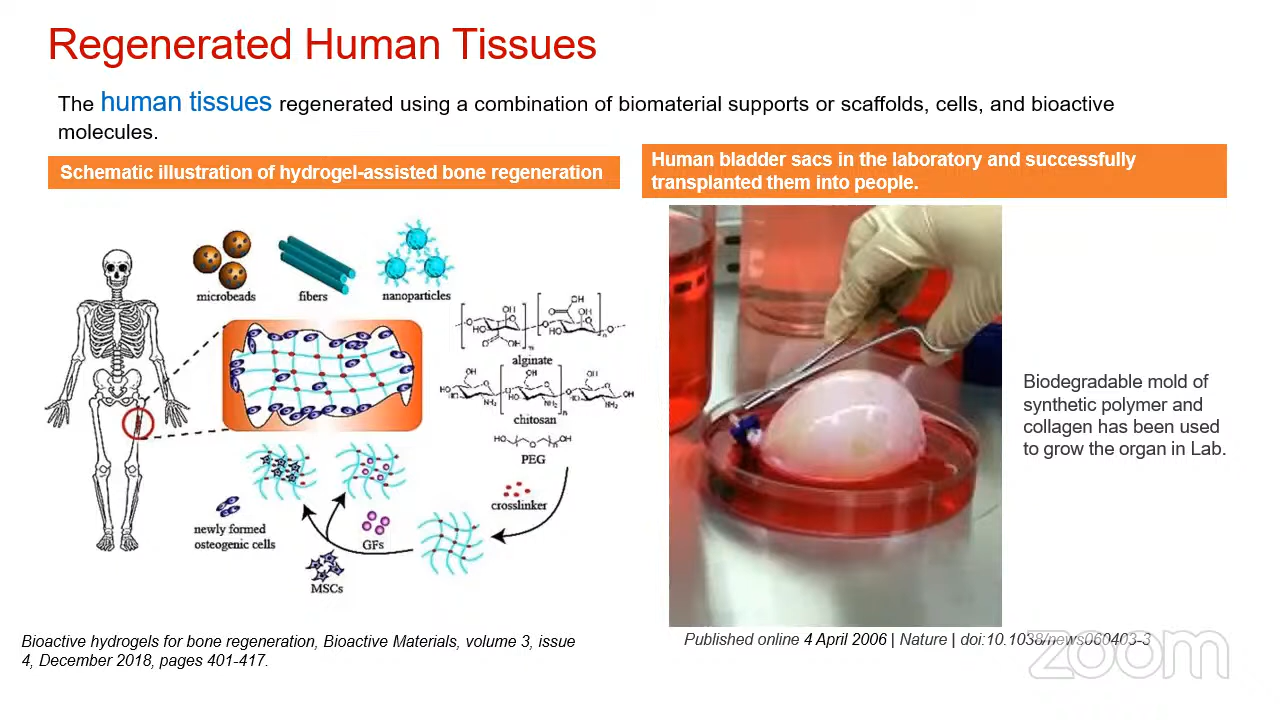 Regenerated Human Tissues
The human tissues regenerated using a combination of biomaterial supports or scaffolds, cells, and bioactive
molecules.
Schematic illustration of hydrogel-assisted bone regeneration
microbeads
fibers
nanoparticles
alginate
chitosan
PEG
crosslinker
newly formed
osteogenic cells
GFs
MSCs
Bioactive hydrogels for bone regeneration, Bioactive Materials, volume 3, issue
4, December 2018, pages 401-417.
Human bladder sacs in the laboratory and successfully
transplanted them into people.
Biodegradable mold of
synthetic polymer and
collagen has been used
to grow the organ in Lab.
Published online 4 April 2006 | Nature | doi:10.1038/news060403-3
zoom